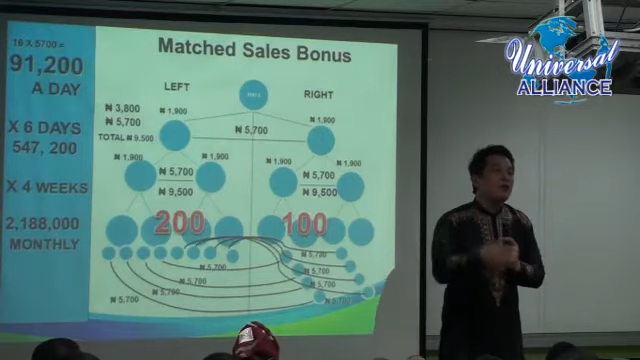 Universal
ALLIANCE
Matched Sales Bonus
16 X 5700 =
91,200
A DAY
X 6 DAYS
547, 200
X 4 WEEKS
2,188,000
MONTHLY
LEFT
RIGHT
₦ 3,800
₦ 5,700
TOTAL ₦ 9,500
₦ 1,900
₦ 1,900
₦ 5,700
₦ 1,900
₦ 1,900
₦ 1,900
₦ 1,900
₦ 5,700
₦ 9,500
₦ 5,700
₦ 9,500
200
100
₦ 5,700
₦ 5,700
₦ 5,700
₦ 5,700
₦ 5,700
₦ 5,700
₦ 5,700
₦ 5,700